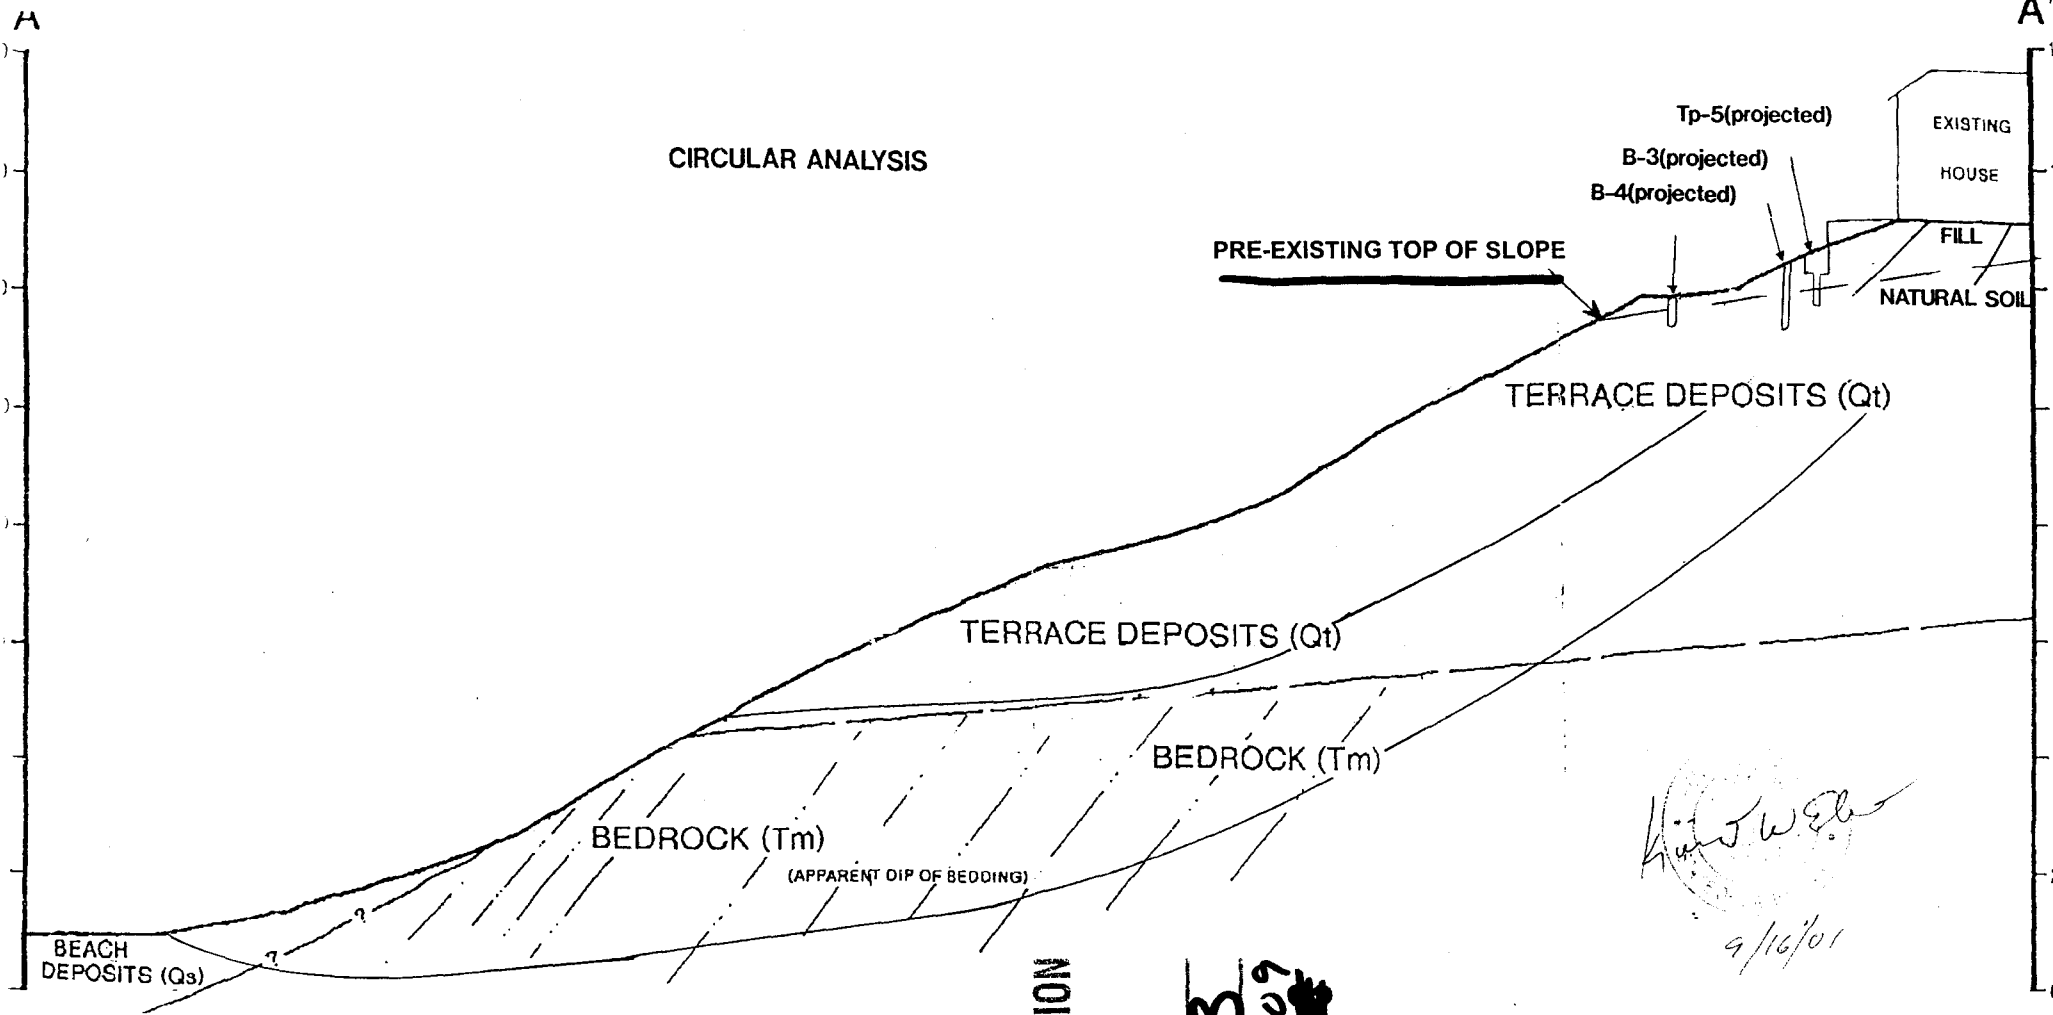 A
A'
Tp-5(projected)
EXISTING
CIRCULAR ANALYSIS
B-3(projected)
HOUSE
B-4(projected)
PRE-EXISTING TOP OF SLOPE
FILL
NATURAL SOIL
TERRACE DEPOSITS (Qt)
TERRACE DEPOSITS (Qt)
BEDROCK (Tm)
BEDROCK (Tm)
(APPARENT DIP OF BEDDING)
?
?
BEACH
DEPOSITS (Qs)
9/16/01